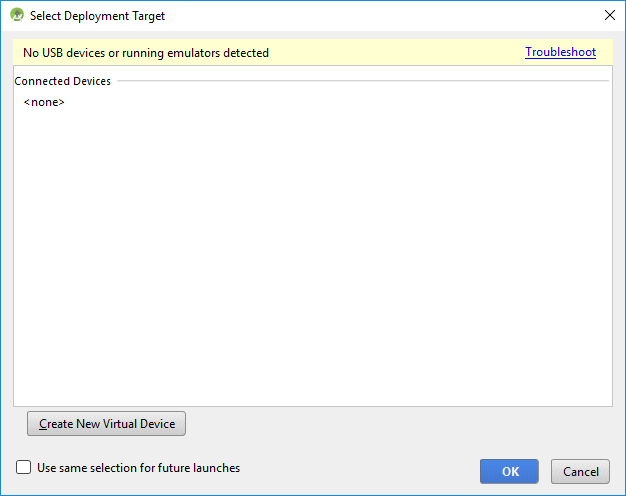 Select Deployment Target
No USB devices or running emulators detected Troubleshoot
Connected Devices
<none>
Create New Virtual Device
Use same selection for future launches
OK Cancel